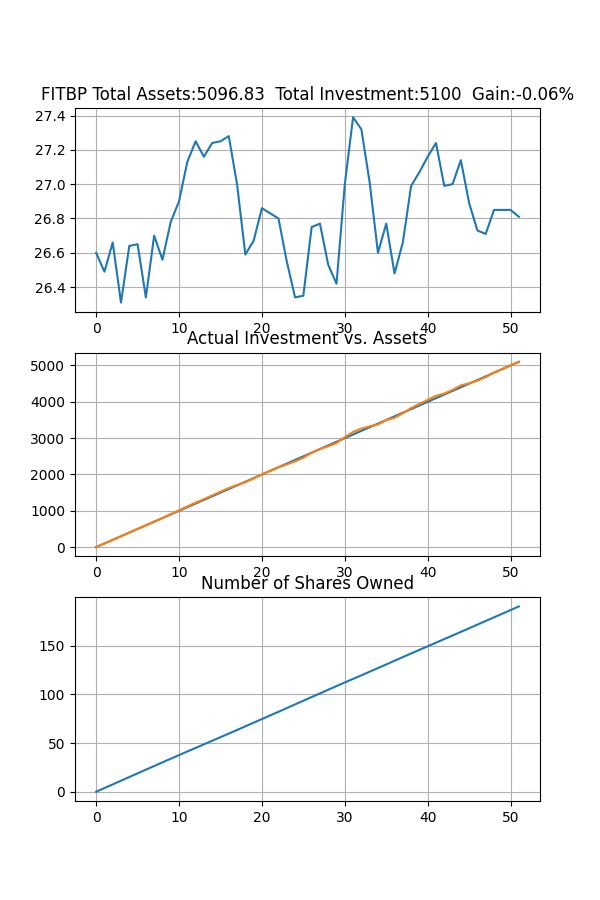 FITBP Total Assets:5096.83  Total Investment:5100  Gain:-0.06%
27.4
27.2
27.0
26.8
26.6
26.4
0 10 20 30 40 50
Actual Investment vs. Assets
5000
4000
3000
2000
1000
0
0 10 20 30 40 50
Number of Shares Owned
150
100
50
0
0 10 20 30 40 50